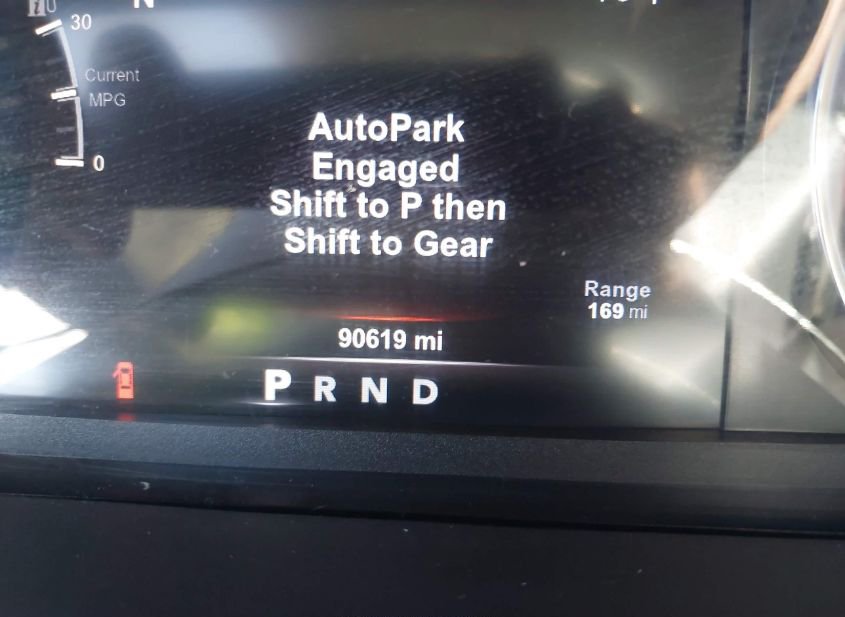 30
Current
MPG
0
AutoPark
Engaged
Shift to P then
Shift to Gear
Range
169 mi
90619 mi
P R N D